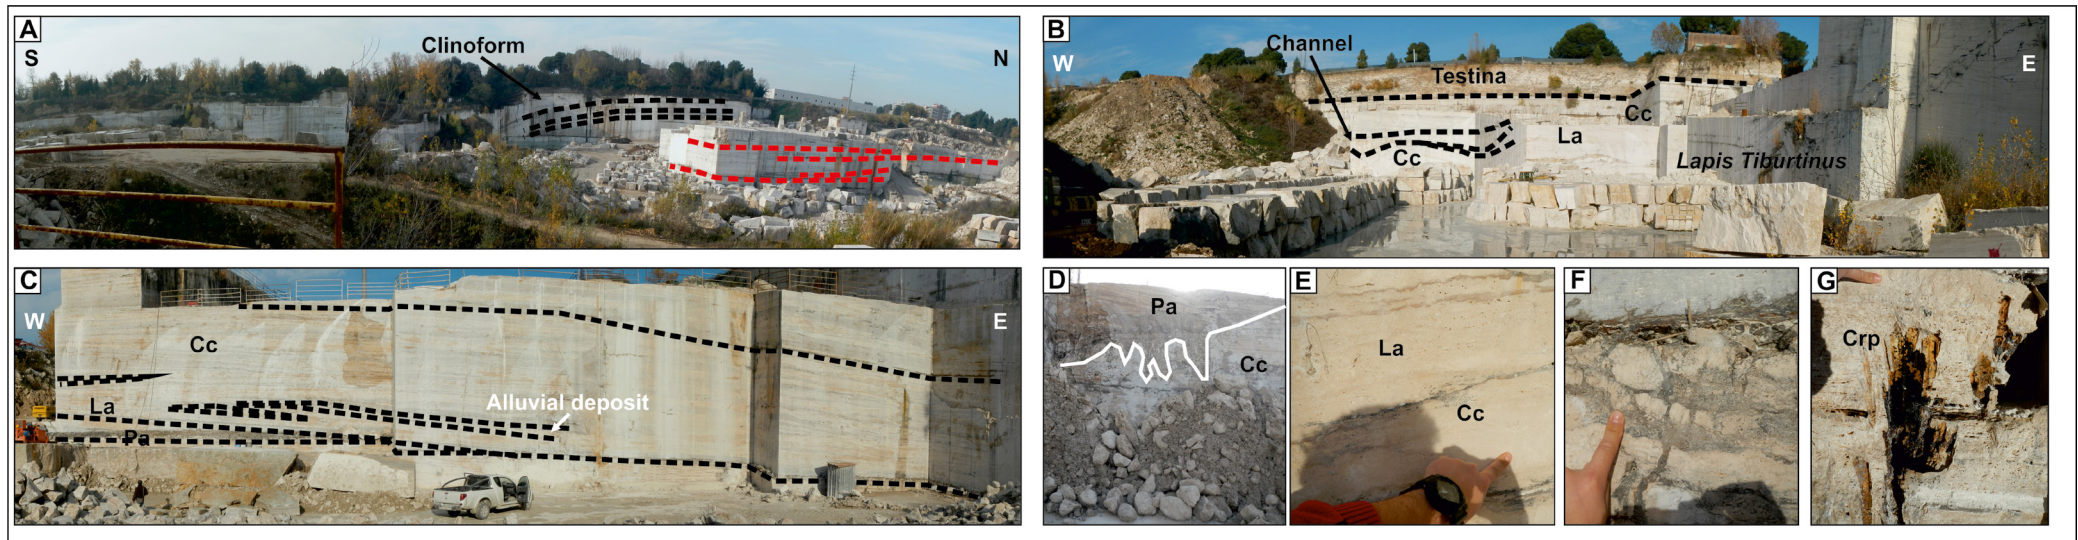 A
S
Clinoform
N
B
W
Channel
Testina
E
Cc
La
Cc
Lapis Tiburtinus
C
W
Cc
E
La
Alluvial deposit
Pa
D
Pa
Cc
E
La
Cc
F
G
Crp